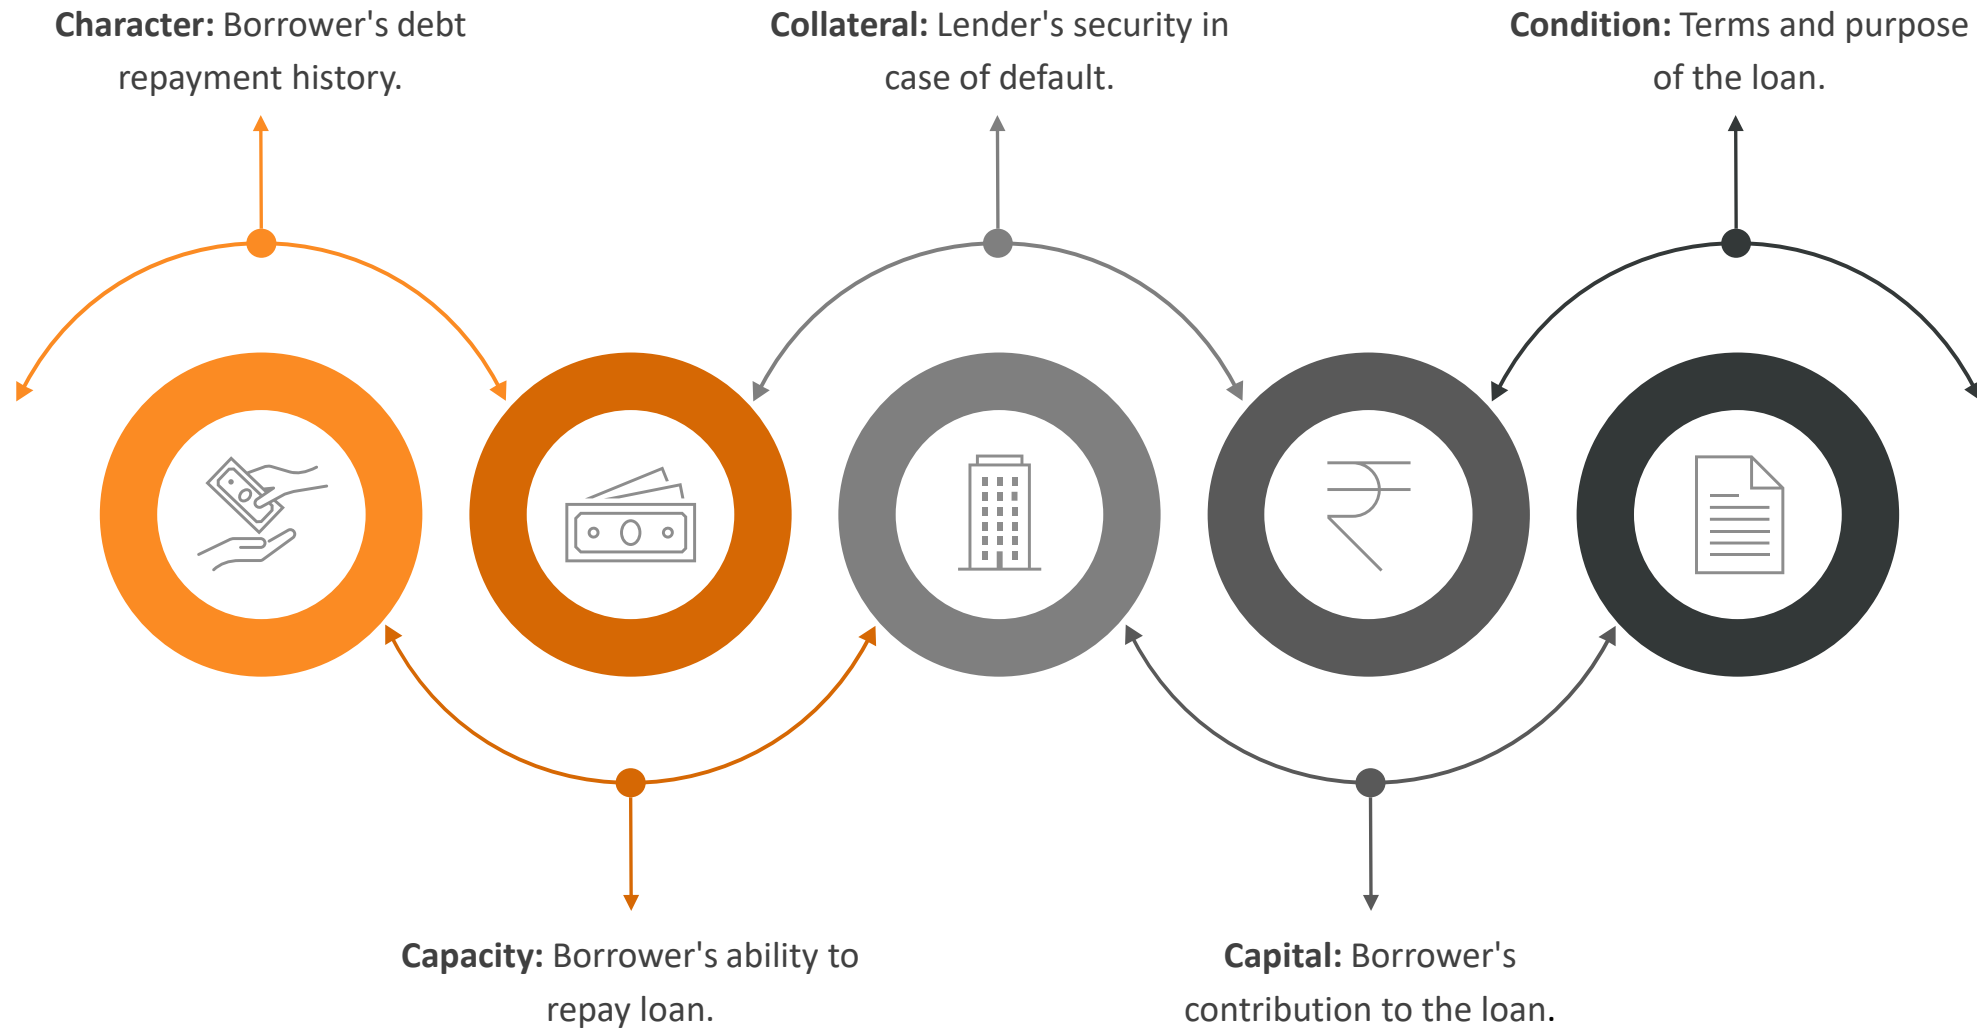 Character: Borrower's debt
repayment history.
Collateral: Lender's security in
case of default.
Condition: Terms and purpose
of the loan.
₹
Capacity: Borrower's ability to
repay loan.
Capital: Borrower's
contribution to the loan.